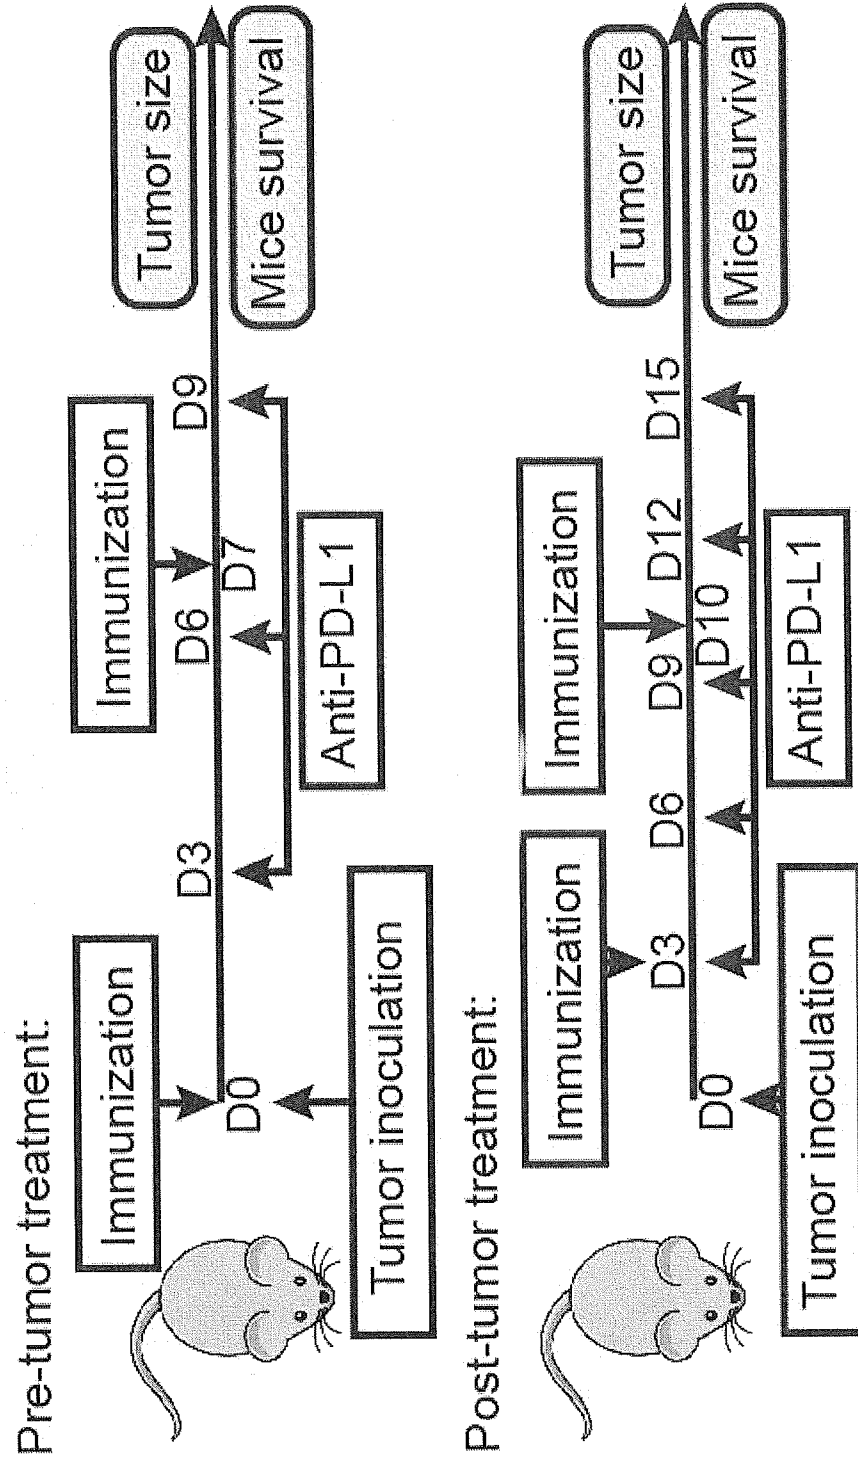 Pre-tumor treatment:
Immunization
Immunization
Tumor size
D0
D3
D6
D7
D9
Mice survival
Tumor inoculation
Anti-PD-L1
Post-tumor treatment:
Immunization
Immunization
Tumor size
D0
D3
D6
D9
D10
D12
D15
Mice survival
Tumor inoculation
Anti-PD-L1